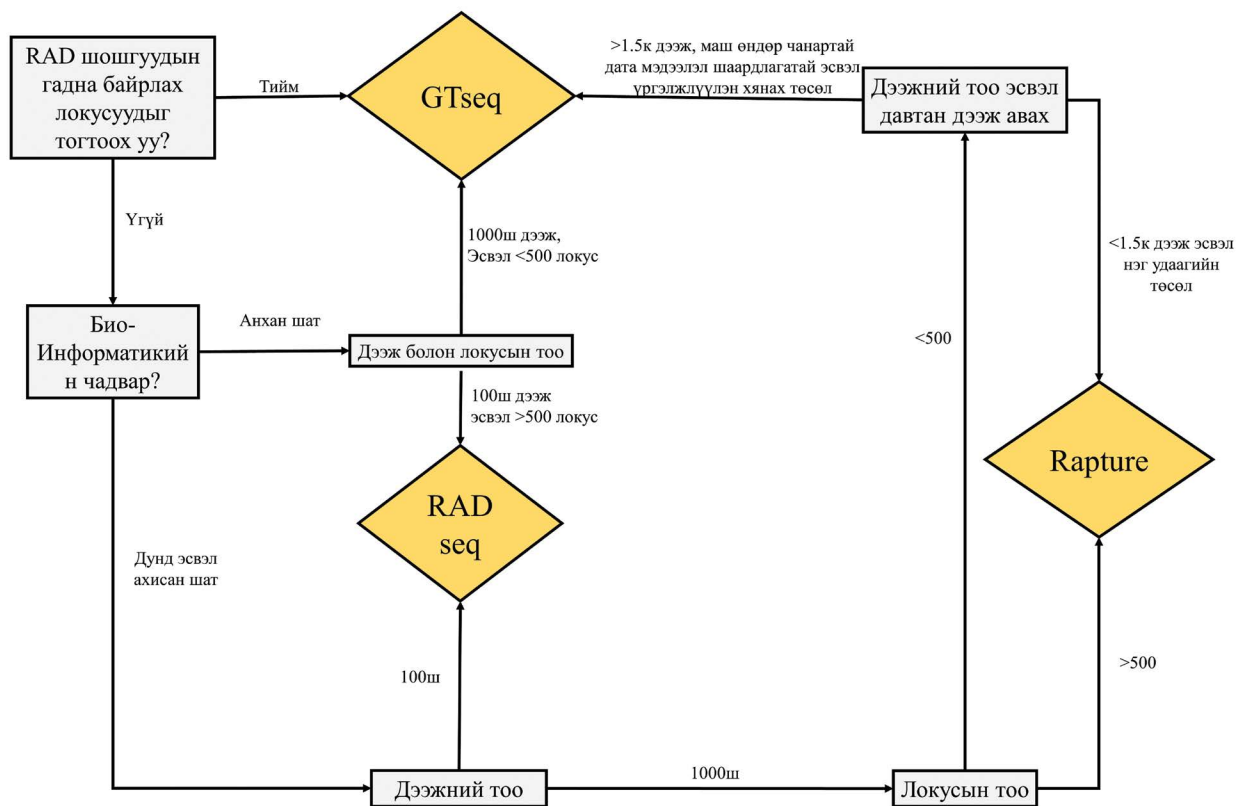 RAD шошгуудын
гадна байрлах
локусуудыг
тогтоох уу?
Тийм
GTseq
>1.5к дээж, маш өндөр чанартай
дата мэдээлэл шаардлагатай эсвэл
үргэлжлүүлэн хянах төсөл
Дээжний тоо эсвэл
давтан дээж авах
Үгүй
1000ш дээж,
Эсвэл <500 локус
<1.5к дээж эсвэл
нэг удаагийн
төсөл
Био-
Информатикий
н чадвар?
Анхан шат
Дээж болон локусын тоо
<500
100ш дээж
эсвэл >500 локус
Rapture
RAD
seq
Дунд эсвэл
ахисан шат
100ш
>500
Дээжний тоо
1000ш
Локусын тоо